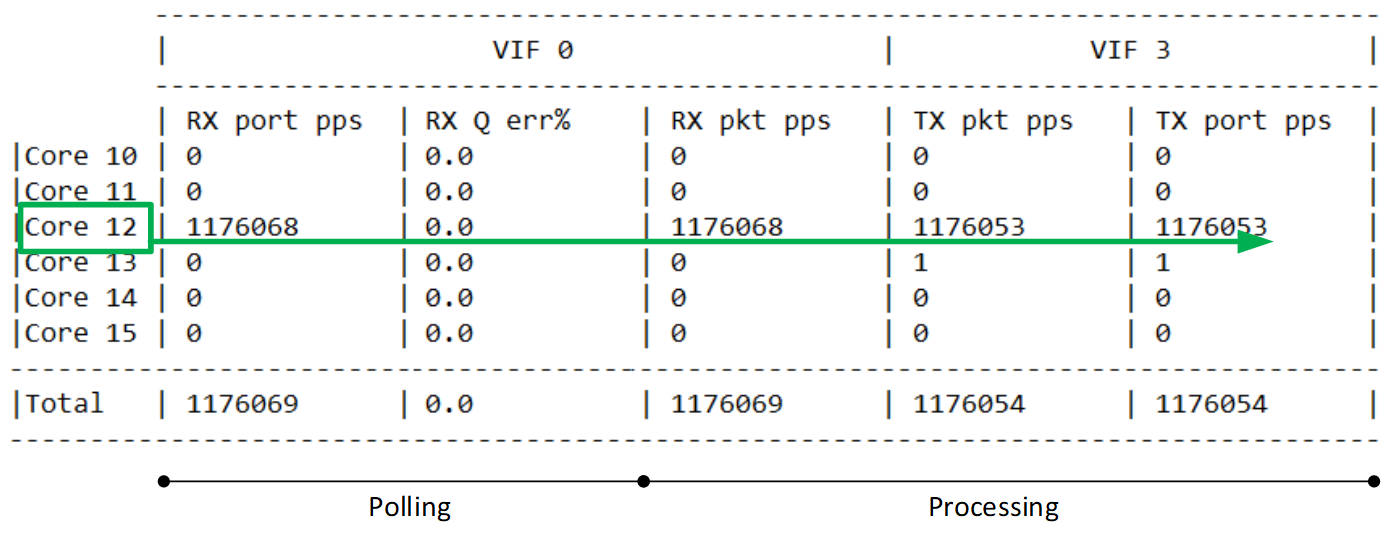 | VIF 0 | VIF 3 |
| RX port pps | RX Q err% | RX pkt pps | TX pkt pps | TX port pps |
|Core 10 | 0 | 0.0 | 0 | 0 | 0 |
|Core 11 | 0 | 0.0 | 0 | 0 | 0 |
|Core 12 | 1176068 | 0.0 | 1176068 | 1176053 | 1176053 |
|Core 13 | 0 | 0.0 | 0 | 1 | 1 |
|Core 14 | 0 | 0.0 | 0 | 0 | 0 |
|Core 15 | 0 | 0.0 | 0 | 0 | 0 |
|Total | 1176069 | 0.0 | 1176069 | 1176054 | 1176054 |
Polling Processing